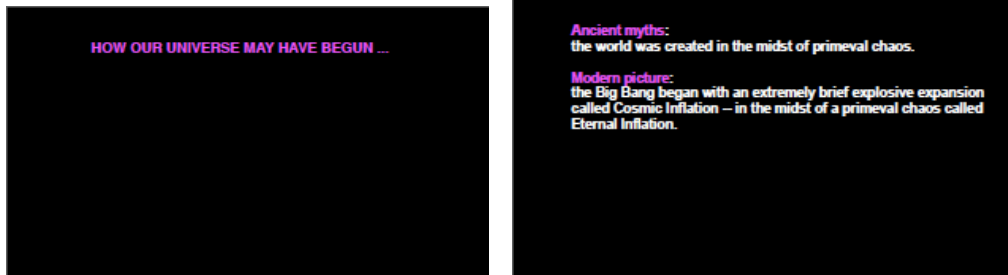 HOW OUR UNIVERSE MAY HAVE BEGUN ...
Ancient myths:
the world was created in the midst of primeval chaos.
Modern picture:
the Big Bang began with an extremely brief explosive expansion
called Cosmic Inflation -- in the midst of a primeval chaos called
Eternal Inflation.